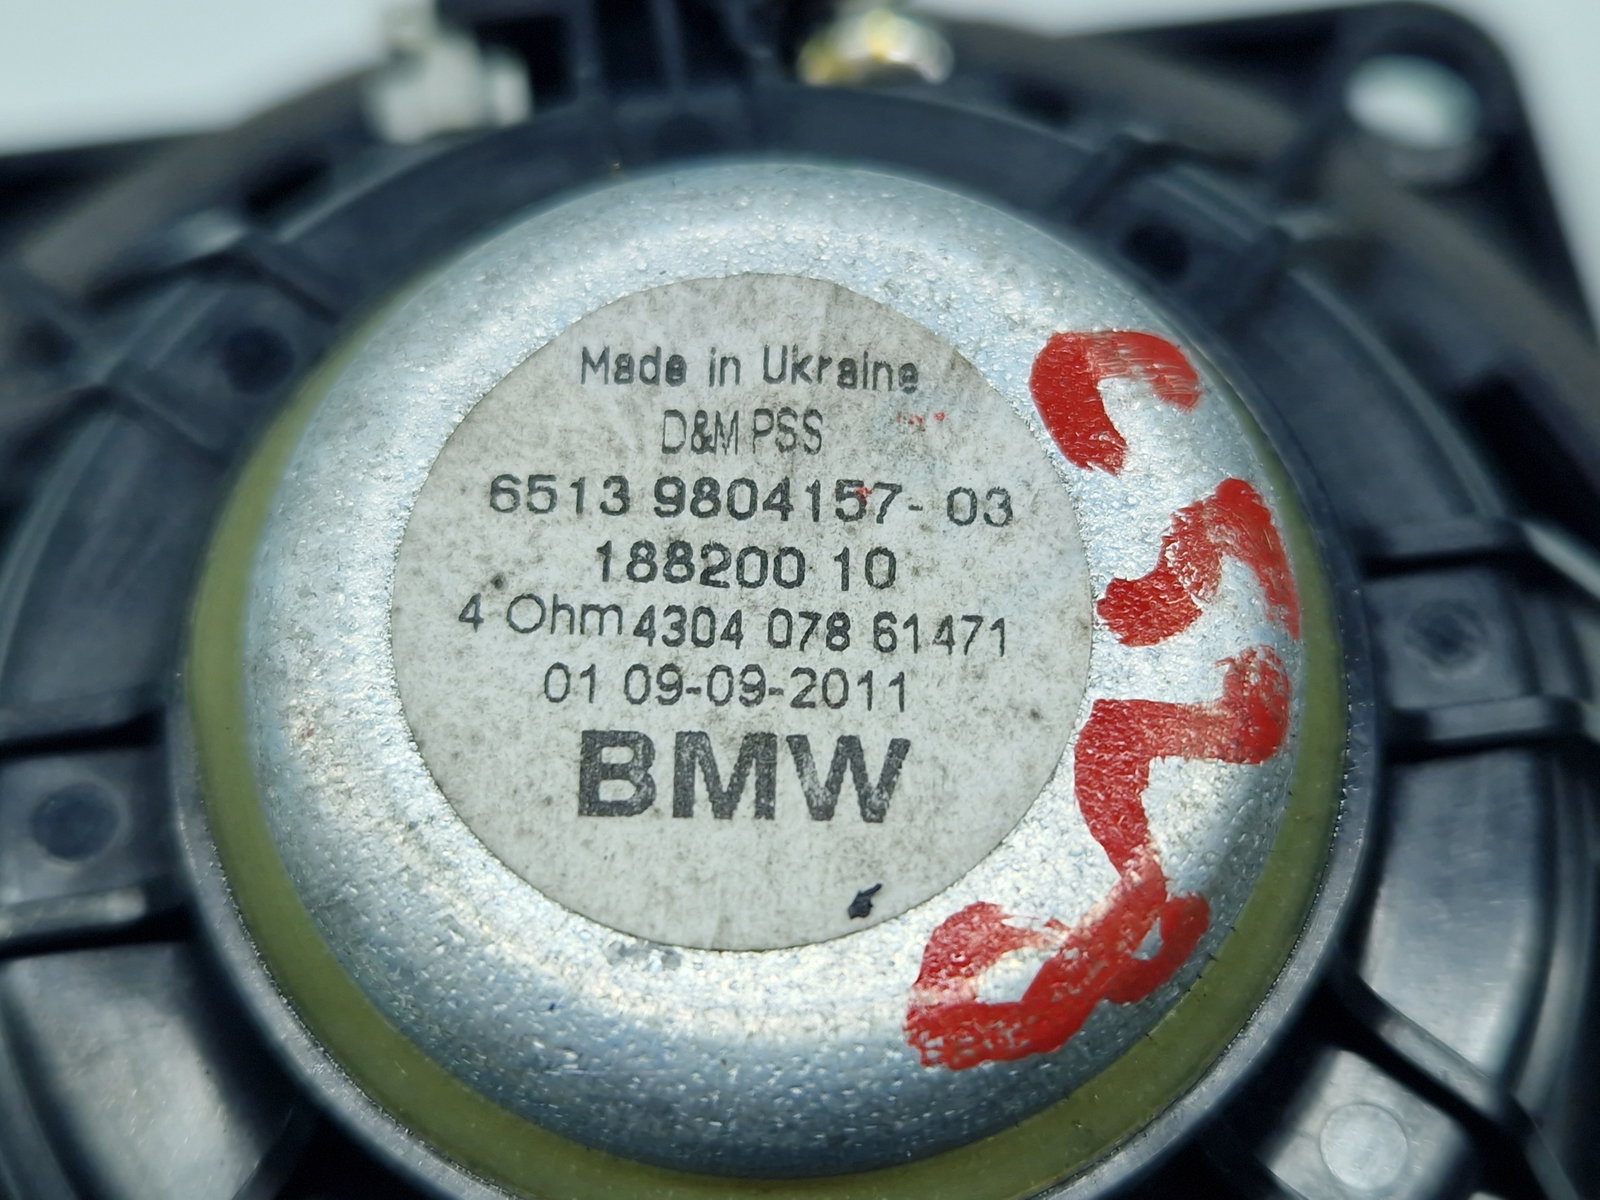 Made in Ukraine
D&M PSS
6513 9804157-03
188200 10
4 Ohm 4304 078 61471
01 09-09-2011
BMW